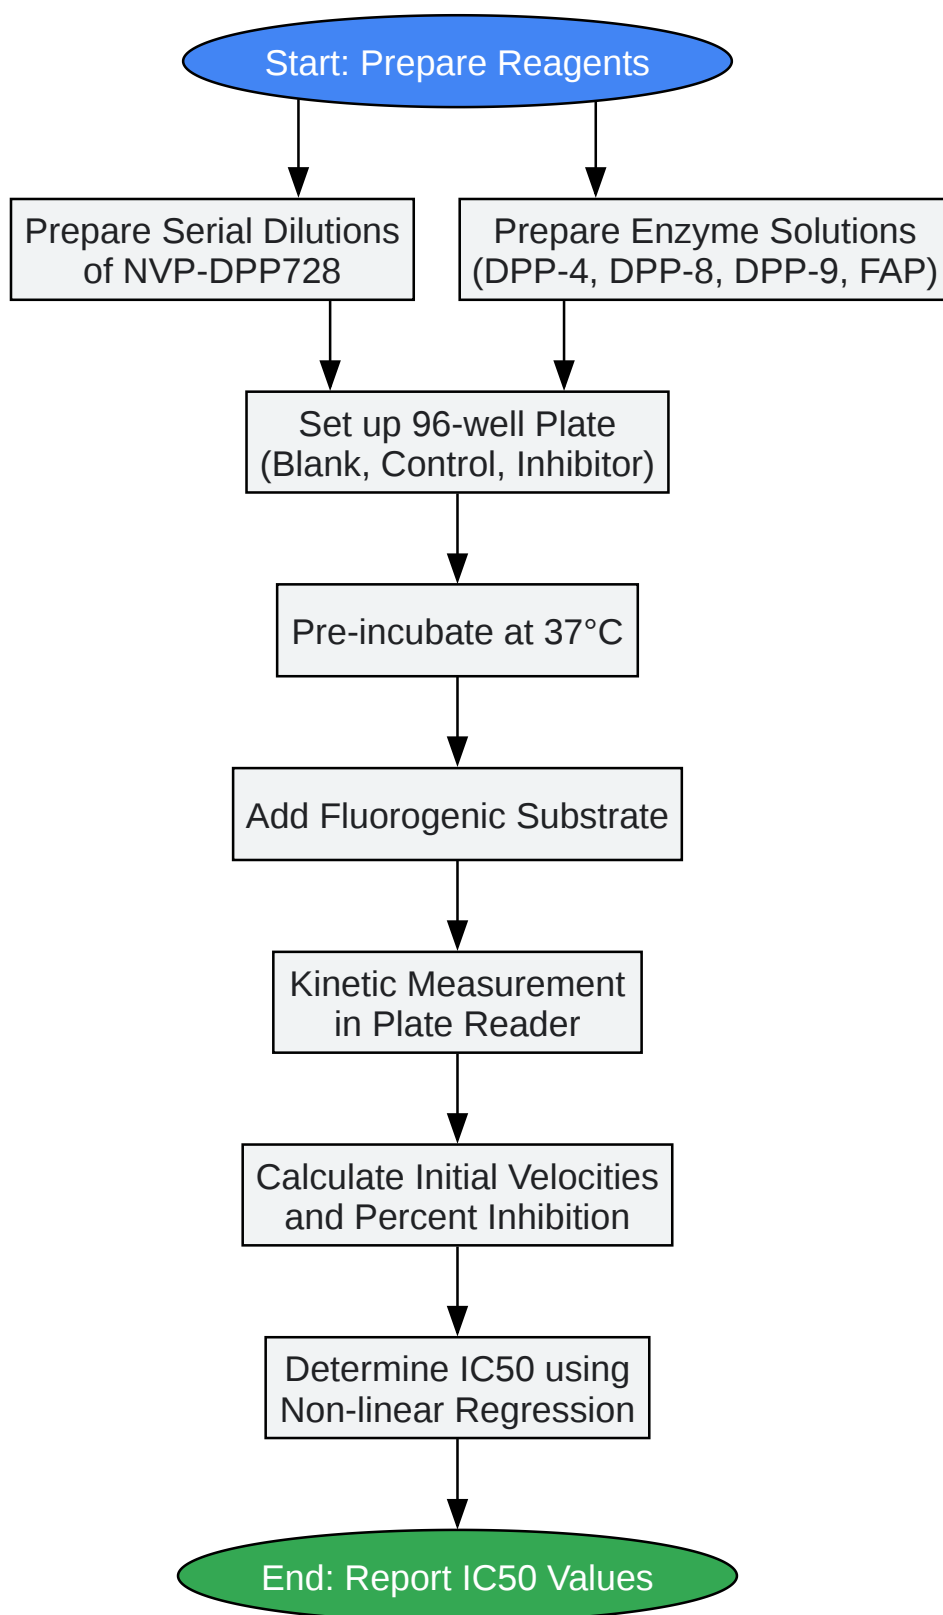 Start: Prepare Reagents
Prepare Serial Dilutions
of NVP-DPP728
Prepare Enzyme Solutions
(DPP-4, DPP-8, DPP-9, FAP)
Set up 96-well Plate
(Blank, Control, Inhibitor)
Pre-incubate at 37°C
Add Fluorogenic Substrate
Kinetic Measurement
in Plate Reader
Calculate Initial Velocities
and Percent Inhibition
Determine IC50 using
Non-linear Regression
End: Report IC50 Values